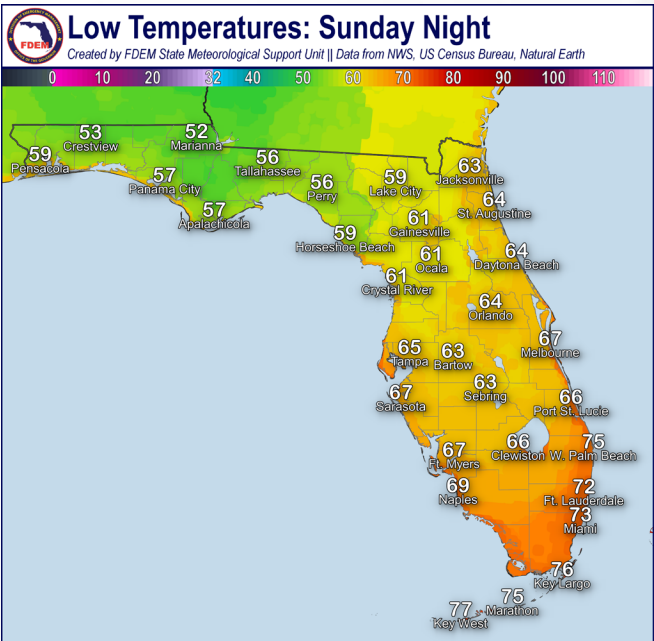 FDEM
Low Temperatures: Sunday Night
Created by FDEM State Meteorological Support Unit || Data from NWS, US Census Bureau, Natural Earth
0 10 20 32 40 50 60 70 80 90 100 110
53
Crestview
52
Marianna
59
Pensacola
56
Tallahassee
57
Panama City
56
Perry
59
Lake City
63
Jacksonville
57
Apalachicola
64
St. Augustine
61
Gainesville
59
Horseshoe Beach
61
Ocala
64
Daytona Beach
61
Crystal River
64
Orlando
67
Melbourne
65
Tampa
63
Bartow
63
Sebring
67
Sarasota
66
Port St. Lucie
67
Ft. Myers
66
Clewiston
75
W. Palm Beach
69
Naples
72
Ft. Lauderdale
73
Miami
76
Key Largo
75
Marathon
77
Key West